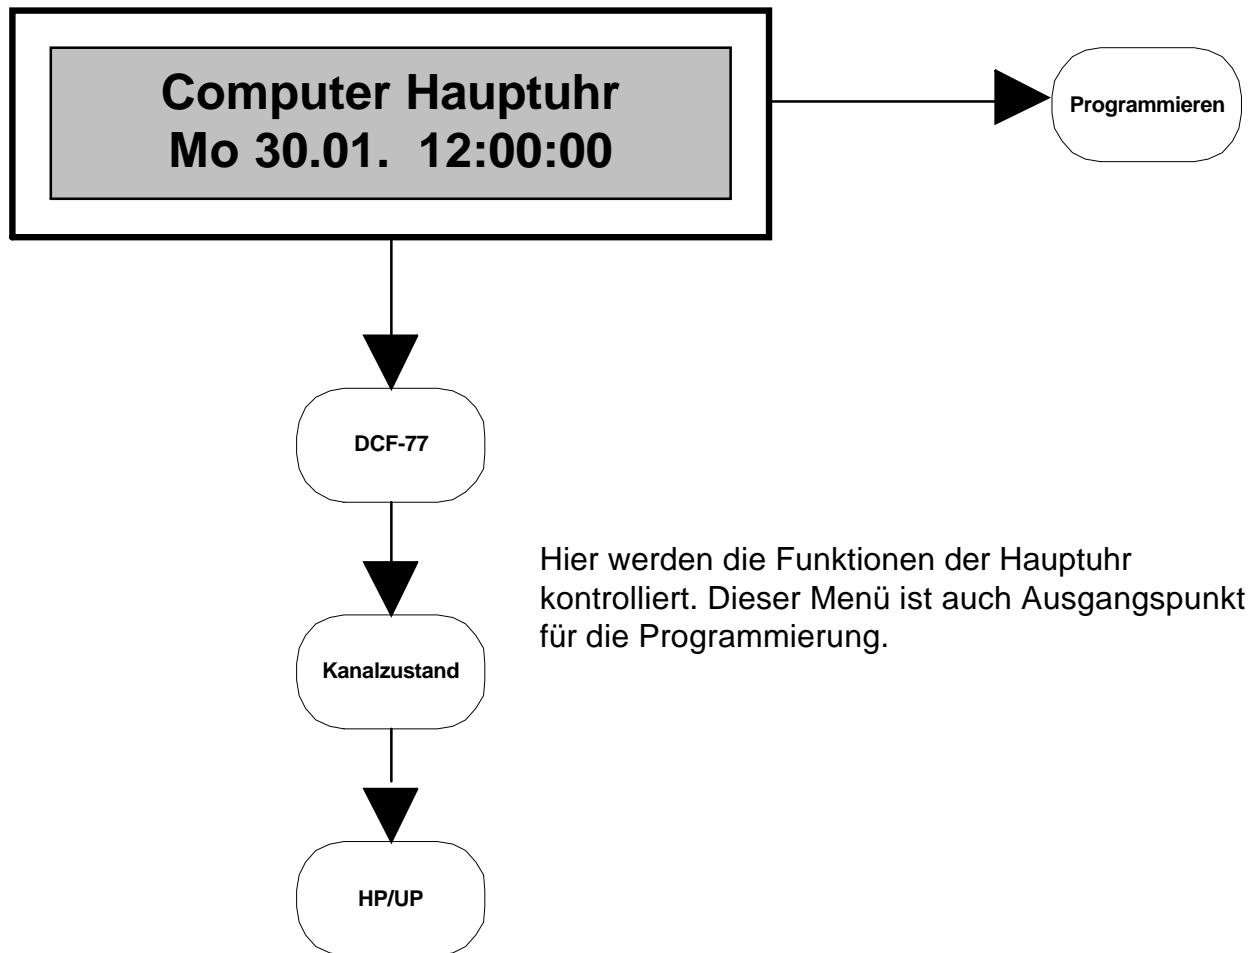 Computer Hauptuhr
Mo 30.01.  12:00:00
Programmieren
DCF-77
Hier werden die Funktionen der Hauptuhr
kontrolliert. Dieser Menü ist auch Ausgangspunkt
für die Programmierung.
Kanalzustand
HP/UP